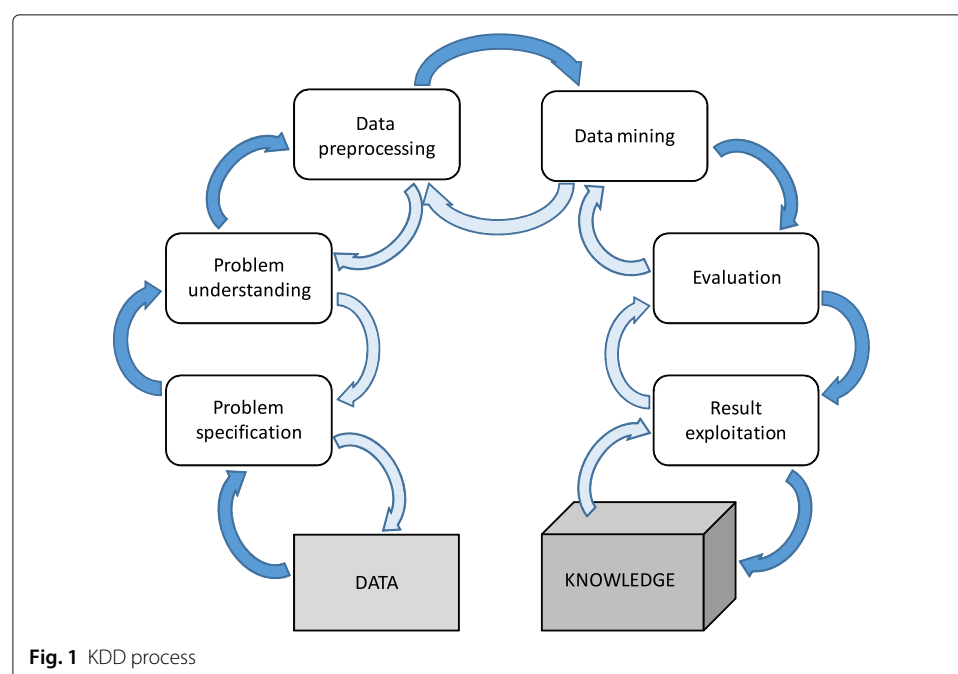 Data
preprocessing
Data mining
Problem
understanding
Evaluation
Problem
specification
Result
exploitation
DATA
KNOWLEDGE
Fig. 1 KDD process